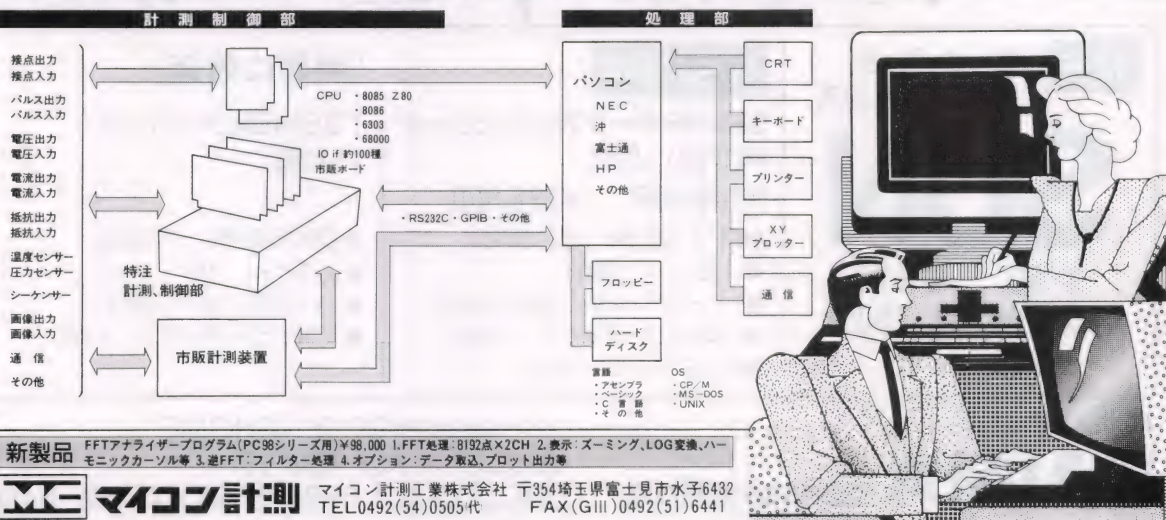 計測制御部
処理部
接点出力
接点入力
パルス出力
パルス入力
電圧出力
電圧入力
電流出力
電流入力
抵抗出力
抵抗入力
温度センサー
圧力センサー
シーケンサー
画像出力
画像入力
通信
その他
CPU ・8085 Z80
・8086
・6303
・68000
IO if 約100種
市販ボード
特注
計測、制御部
市販計測装置
・RS232C・GPIB・その他
パソコン
NEC
沖
富士通
HP
その他
フロッピー
ハード
ディスク
CRT
キーボード
プリンター
XY
プロッター
通信
言語
・アセンブラ
・ベーシック
・C言語
・その他
OS
・CP/M
・MS-DOS
・UNIX
新製品 FFTアナライザープログラム(PC98シリーズ用)¥98,000 1.FFT処理:8192点×2CH 2.表示:ズーミング、LOG変換、ハー
モニックカーソル等 3.逆FFT:フィルター処理 4.オプション:データ取込、プロット出力等
MC マイコン計測 マイコン計測工業株式会社 〒354埼玉県富士見市水子6432
TEL0492(54)0505㈹ FAX(GIII)0492(51)6441